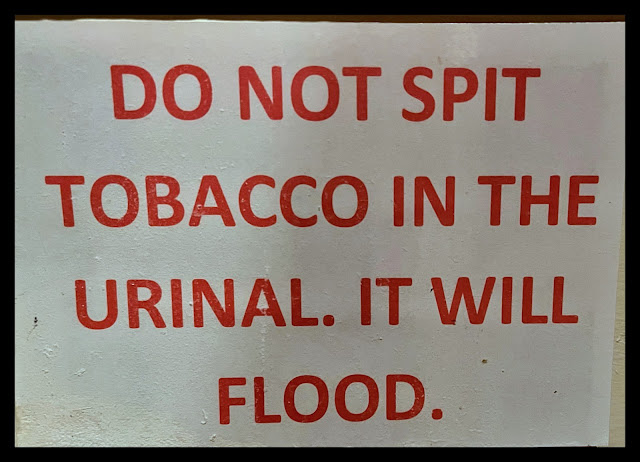 DO NOT SPIT
TOBACCO IN THE
URINAL. IT WILL
FLOOD.